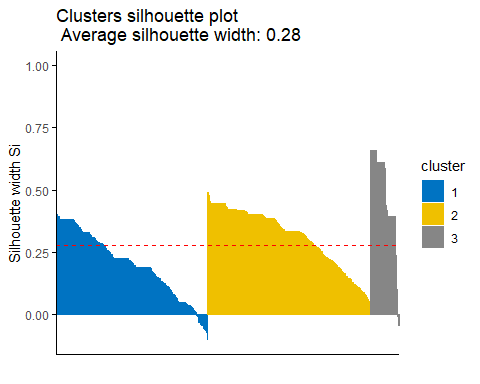 Clusters silhouette plot
Average silhouette width: 0.28
1.00
0.75
0.50
0.25
0.00
Silhouette width Si
cluster
1
2
3